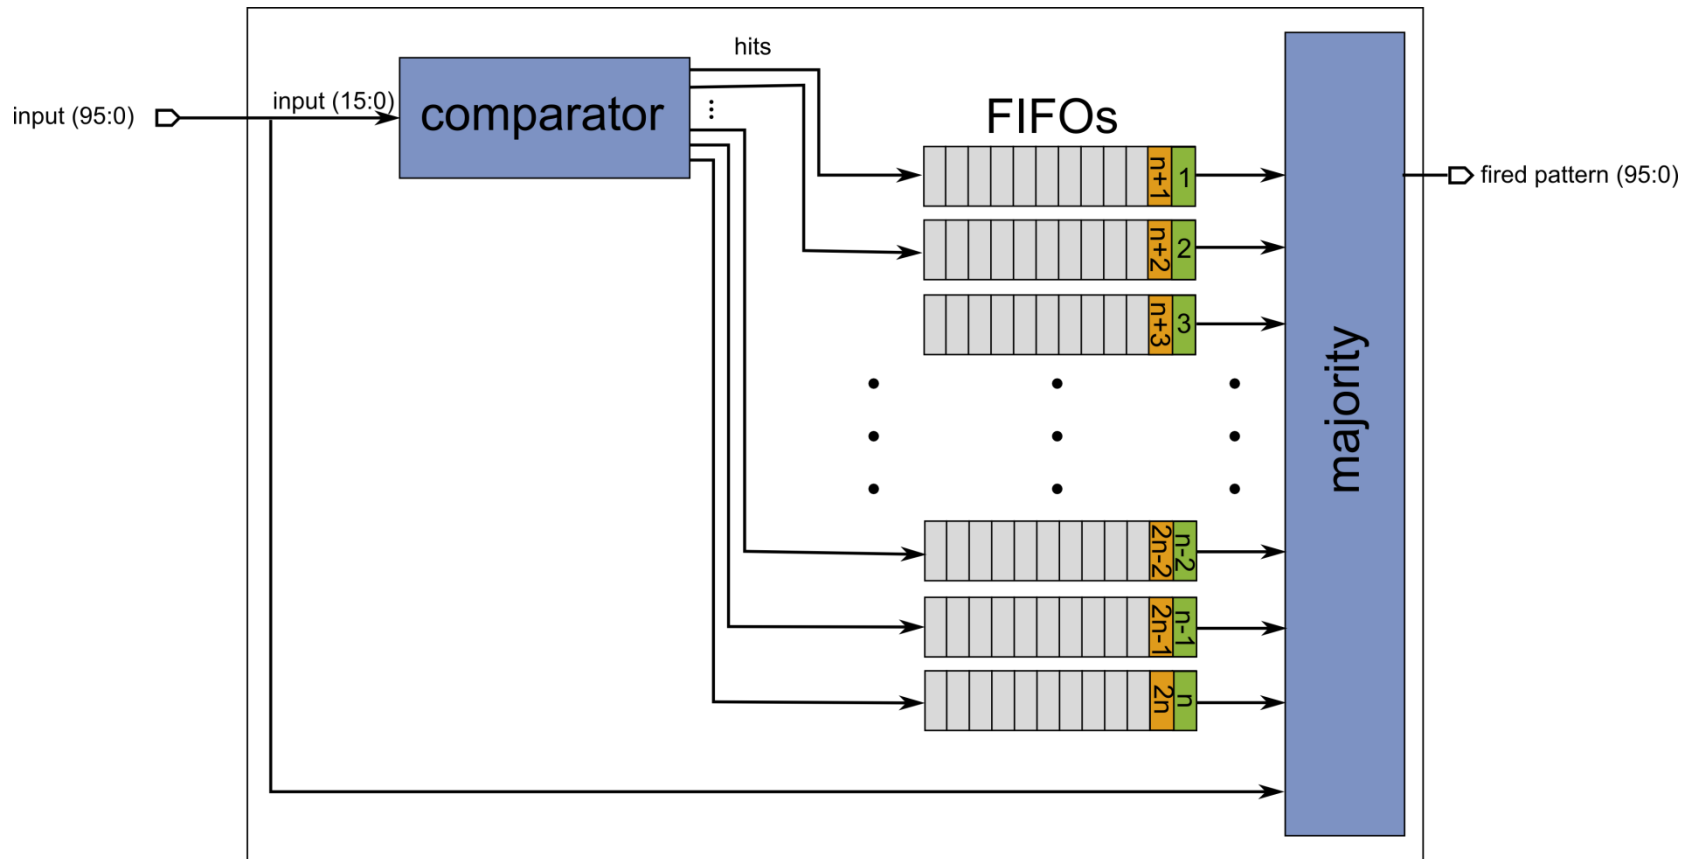 hits
input (95:0)
input (15:0)
comparator
FIFOs
n+1 1
fired pattern (95:0)
n+2 2
n+3 3
majority
2n-2 n-2
2n-1 n-1
2n n